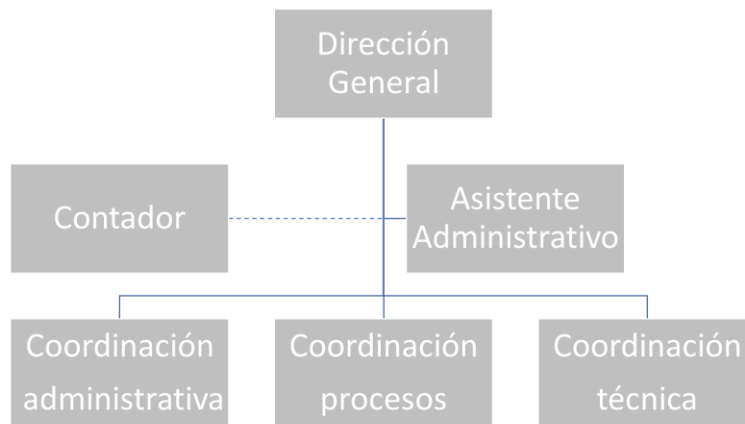 Dirección
General
Contador
Asistente
Administrativo
Coordinación
administrativa
Coordinación
procesos
Coordinación
técnica